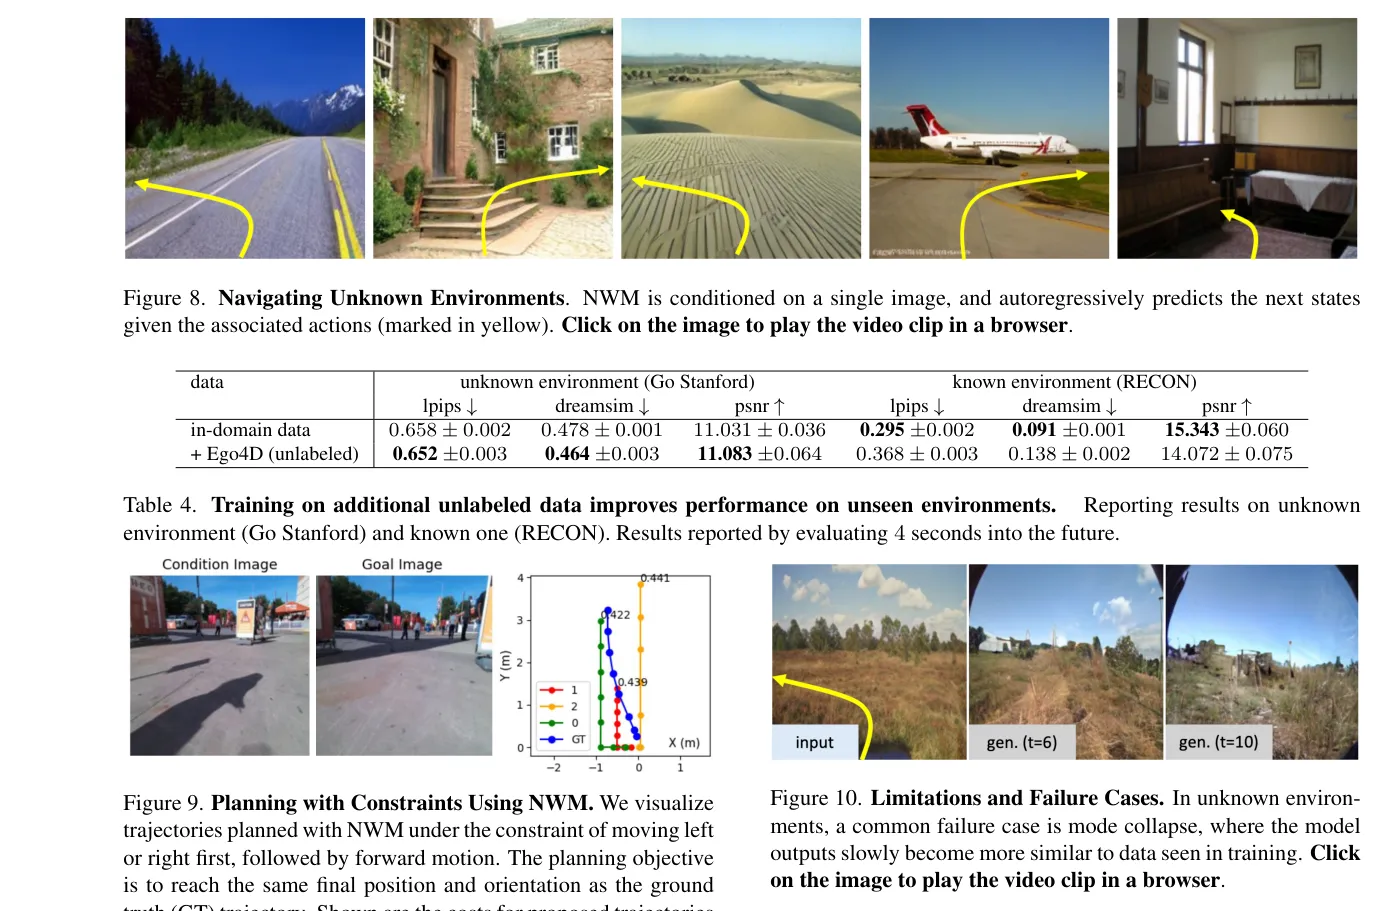 Figure 8. Navigating Unknown Environments. NWM is conditioned on a single image, and autoregressively predicts the next states
given the associated actions (marked in yellow). Click on the image to play the video clip in a browser.
data unknown environment (Go Stanford) known environment (RECON)
lpips ↓ dreamsim ↓ psnr ↑ lpips ↓ dreamsim ↓ psnr ↑
in-domain data 0.658 ± 0.002 0.478 ± 0.001 11.031 ± 0.036 0.295 ±0.002 0.091 ±0.001 15.343 ±0.060
+ Ego4D (unlabeled) 0.652 ±0.003 0.464 ±0.003 11.083 ±0.064 0.368 ± 0.003 0.138 ± 0.002 14.072 ± 0.075
Table 4. Training on additional unlabeled data improves performance on unseen environments. Reporting results on unknown
environment (Go Stanford) and known one (RECON). Results reported by evaluating 4 seconds into the future.
Condition Image Goal Image
4
3
2
1
0
Y (m)
0.441
0.422
0.439
1
2
0
GT
X (m)
−2 −1 0 1
Figure 9. Planning with Constraints Using NWM. We visualize
trajectories planned with NWM under the constraint of moving left
or right first, followed by forward motion. The planning objective
is to reach the same final position and orientation as the ground
truth (GT) trajectory. Shown are the costs for proposed trajectories
input gen. (t=6) gen. (t=10)
Figure 10. Limitations and Failure Cases. In unknown environ-
ments, a common failure case is mode collapse, where the model
outputs slowly become more similar to data seen in training. Click
on the image to play the video clip in a browser.